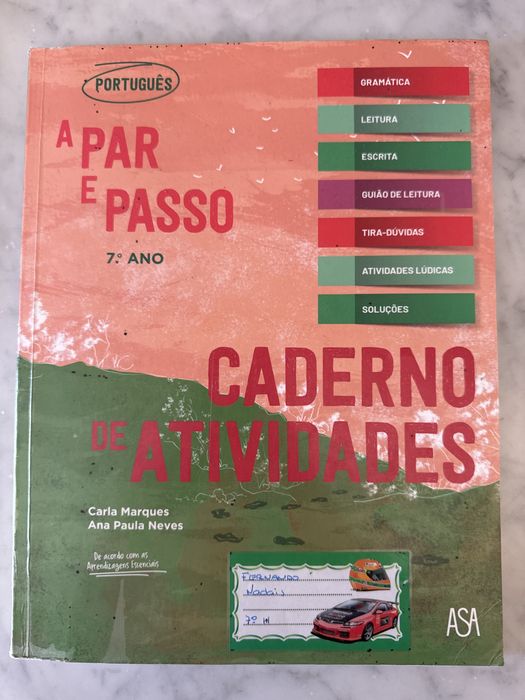 PORTUGUÊS
A PAR
E PASSO
7.º ANO
GRAMÁTICA
LEITURA
ESCRITA
GUIÃO DE LEITURA
TIRA-DÚVIDAS
ATIVIDADES LÚDICAS
SOLUÇÕES
CADERNO
DE ATIVIDADES
Carla Marques
Ana Paula Neves
De acordo com as
Aprendizagens Essenciais
FERNANDO
7º
ASA